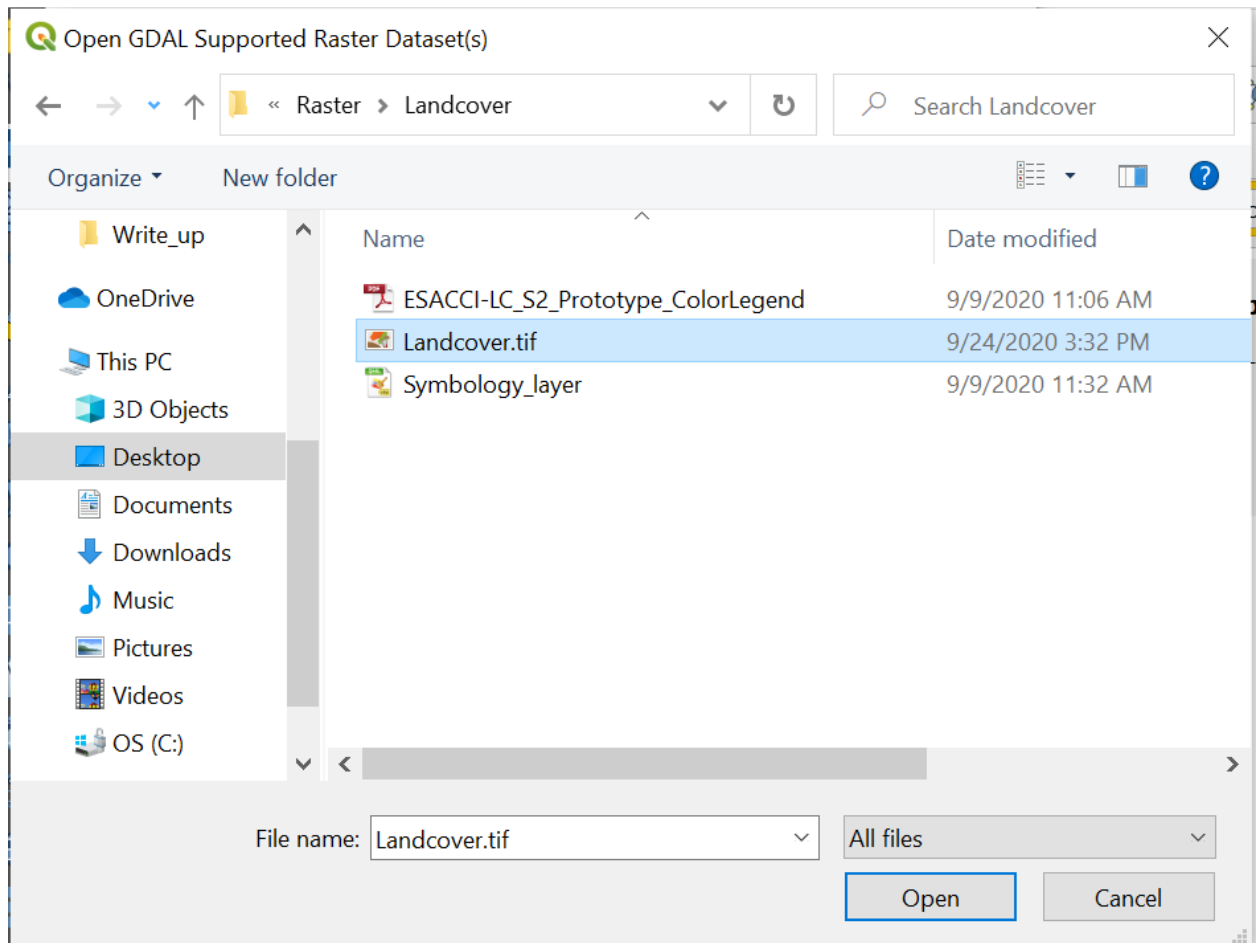 Open GDAL Supported Raster Dataset(s)
« Raster > Landcover
Search Landcover
Organize
New folder
?
Write_up
OneDrive
This PC
3D Objects
Desktop
Documents
Downloads
Music
Pictures
Videos
OS (C:)
Name Date modified
ESACCI-LC_S2_Prototype_ColorLegend 9/9/2020 11:06 AM
Landcover.tif 9/24/2020 3:32 PM
Symbology_layer 9/9/2020 11:32 AM
File name: Landcover.tif All files
Open Cancel